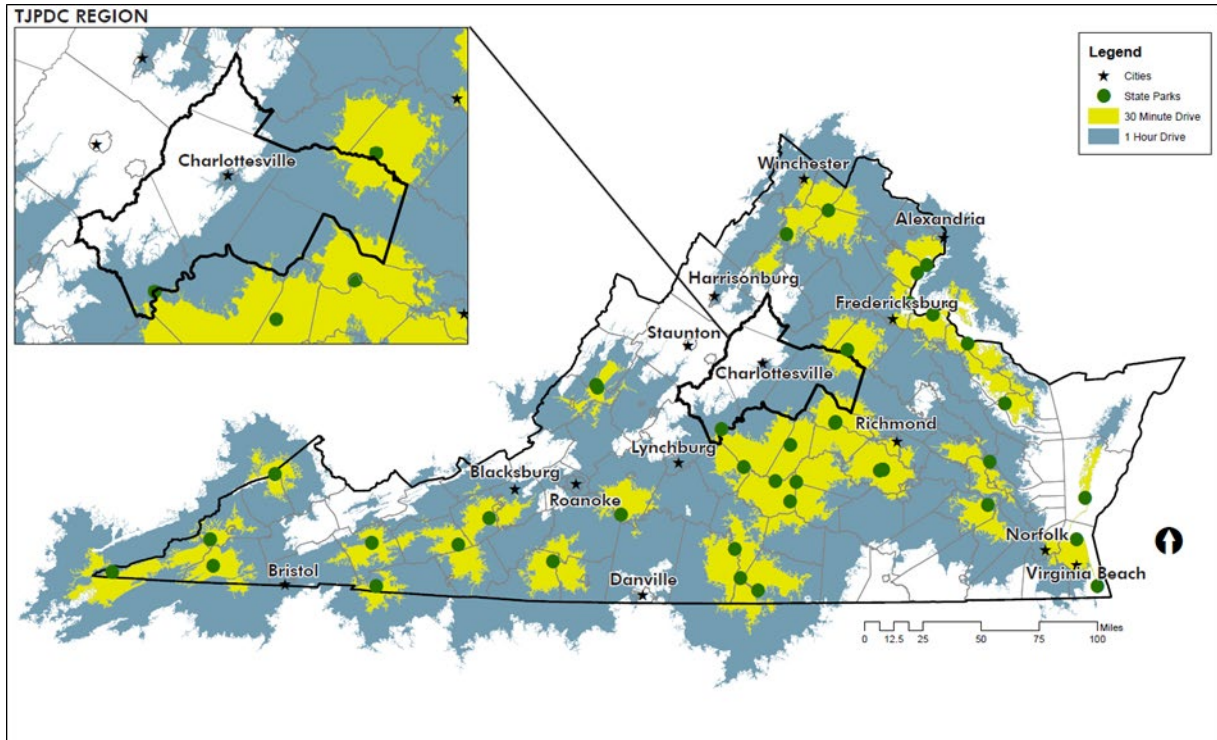 TJPDC REGION
Charlottesville
Legend
Cities
State Parks
30 Minute Drive
1 Hour Drive
Winchester
Alexandria
Harrisonburg
Fredericksburg
Staunton
Charlottesville
Richmond
Lynchburg
Blacksburg
Roanoke
Norfolk
Bristol
Danville
Virginia Beach
Miles
0 12.5 25 50 75 100